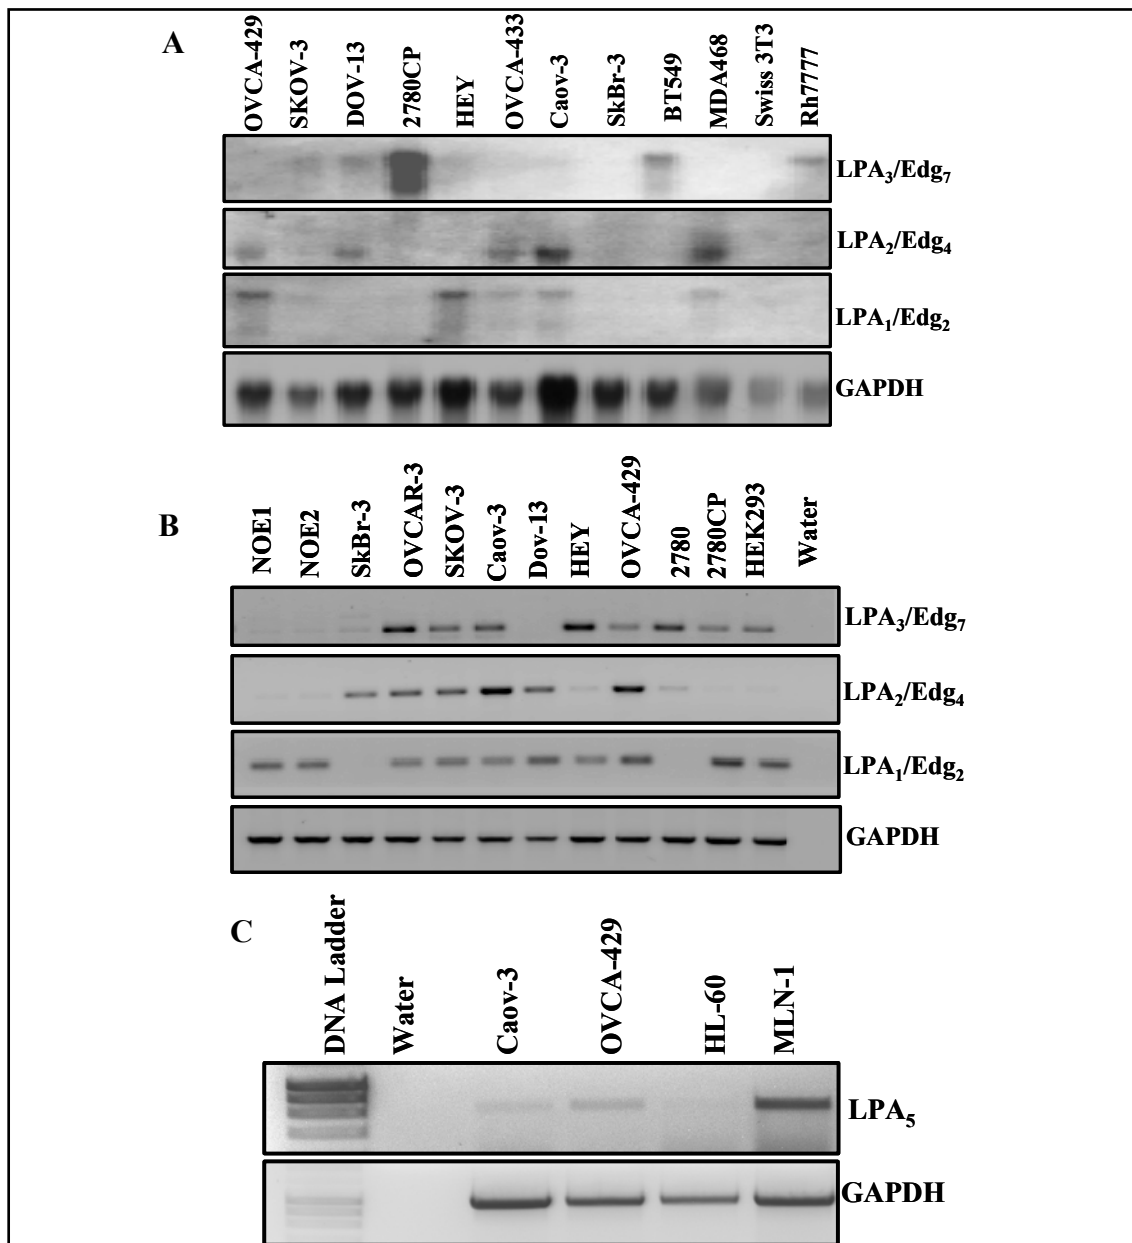 A
OVCA-429
SKOV-3
DOV-13
2780CP
HEY
OVCA-433
Caov-3
SkBr-3
BT549
MDA468
Swiss 3T3
Rh7777
LPA₃/Edg₇
LPA₂/Edg₄
LPA₁/Edg₂
GAPDH
B
NOE1
NOE2
SkBr-3
OVCAR-3
SKOV-3
Caov-3
Dov-13
HEY
OVCA-429
2780
2780CP
HEK293
Water
LPA₃/Edg₇
LPA₂/Edg₄
LPA₁/Edg₂
GAPDH
C
DNA Ladder
Water
Caov-3
OVCA-429
HL-60
MLN-1
LPA₅
GAPDH